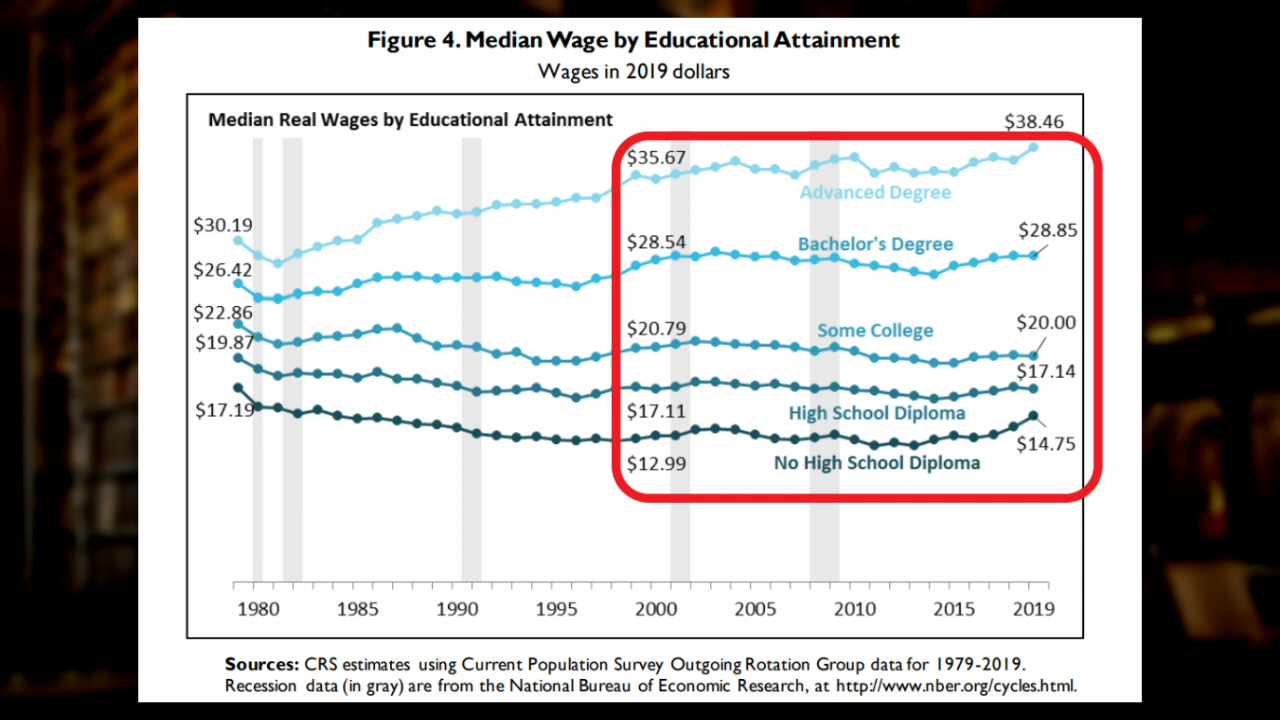 Figure 4. Median Wage by Educational Attainment
Wages in 2019 dollars
Median Real Wages by Educational Attainment
$38.46
$35.67
Advanced Degree
$30.19
$28.85
$28.54
Bachelor's Degree
$26.42
$22.86
$20.79
Some College
$20.00
$19.87
$17.14
$17.19
$17.11
High School Diploma
$14.75
$12.99
No High School Diploma
1980 1985 1990 1995 2000 2005 2010 2015 2019
Sources: CRS estimates using Current Population Survey Outgoing Rotation Group data for 1979-2019.
Recession data (in gray) are from the National Bureau of Economic Research, at http://www.nber.org/cycles.html.